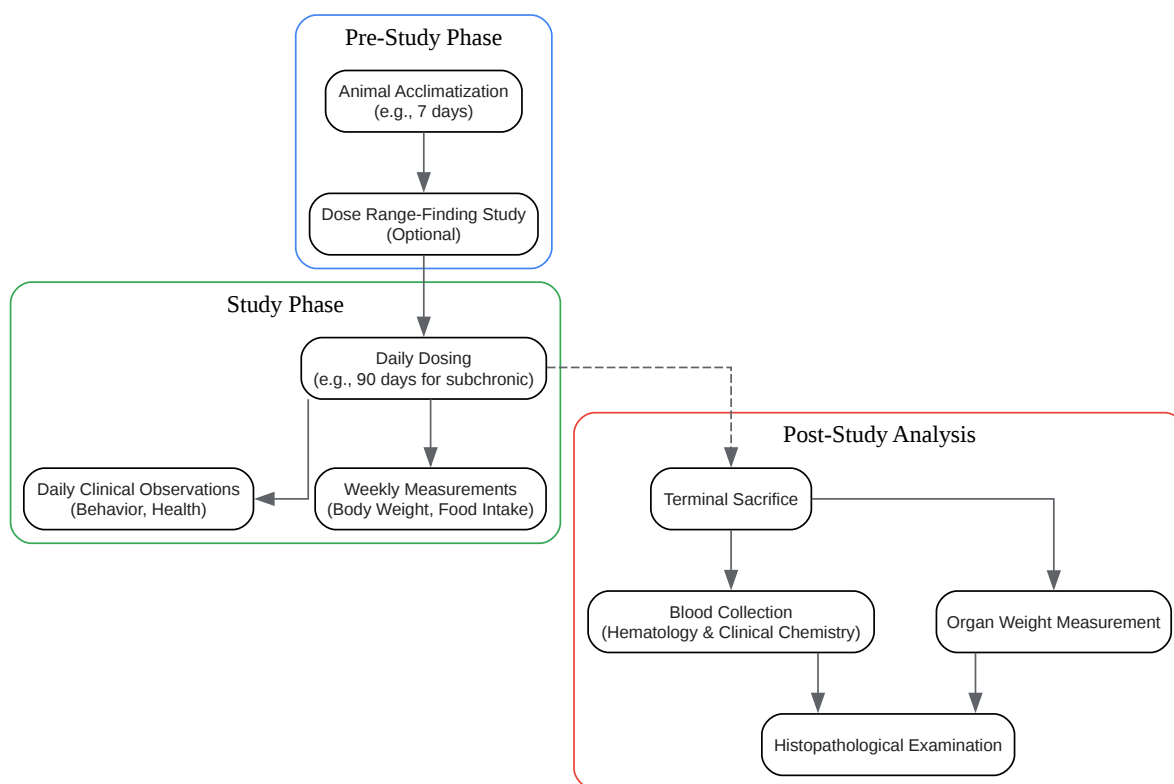 Pre-Study Phase
Animal Acclimatization
(e.g., 7 days)
Dose Range-Finding Study
(Optional)
Study Phase
Daily Dosing
(e.g., 90 days for subchronic)
Daily Clinical Observations
(Behavior, Health)
Weekly Measurements
(Body Weight, Food Intake)
Post-Study Analysis
Terminal Sacrifice
Blood Collection
(Hematology & Clinical Chemistry)
Organ Weight Measurement
Histopathological Examination